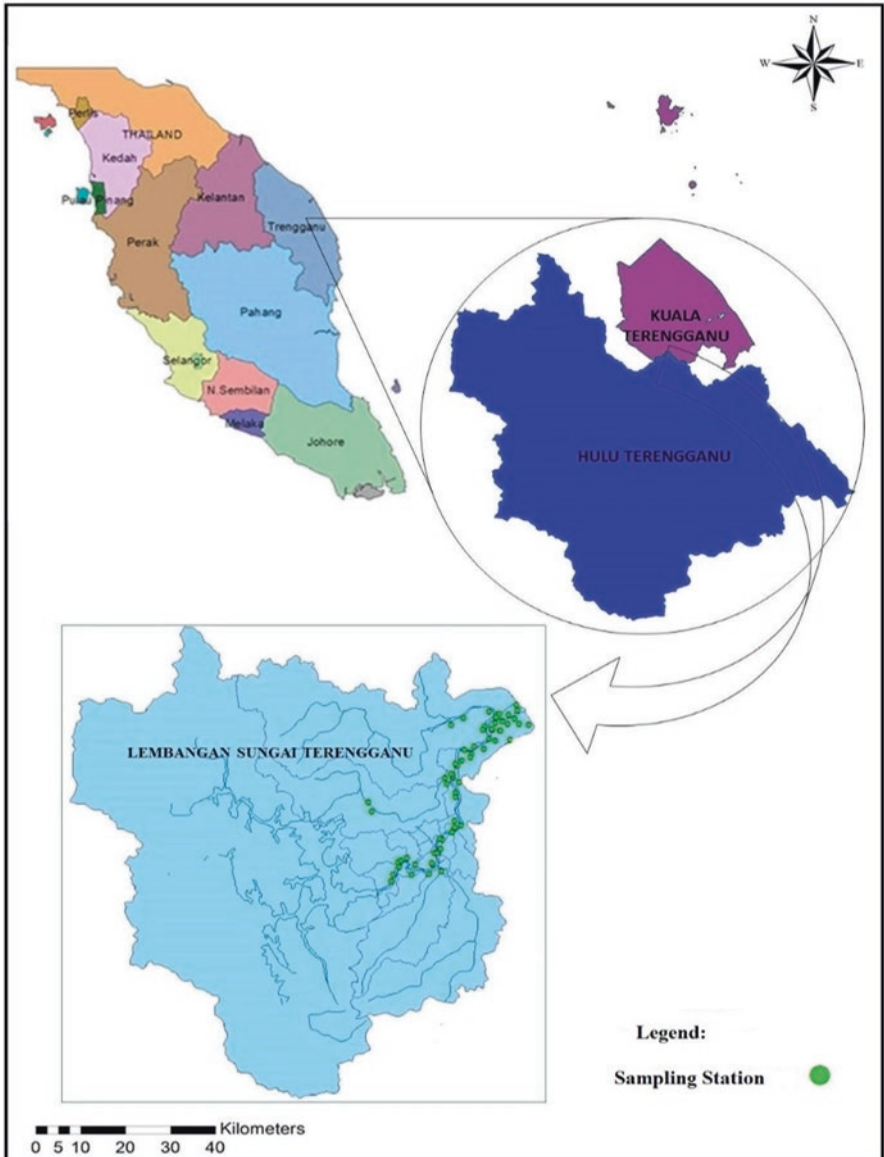 N
W E
S
Perlis
THAILAND
Kedah
Pulau Pinang
Kelantan
Trengganu
Perak
Pahang
Selangor
N.Sembilan
Melaka
Johore
KUALA
TERENGGANU
HULU TERENGGANU
LEMBANGAN SUNGAI TERENGGANU
Legend:
Sampling Station
Kilometers
0 5 10 20 30 40